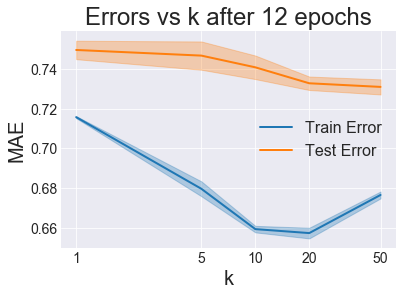 Errors vs k after 12 epochs
MAE
0.74
0.72
0.70
0.68
0.66
Train Error
Test Error
1 5 10 20 50
k